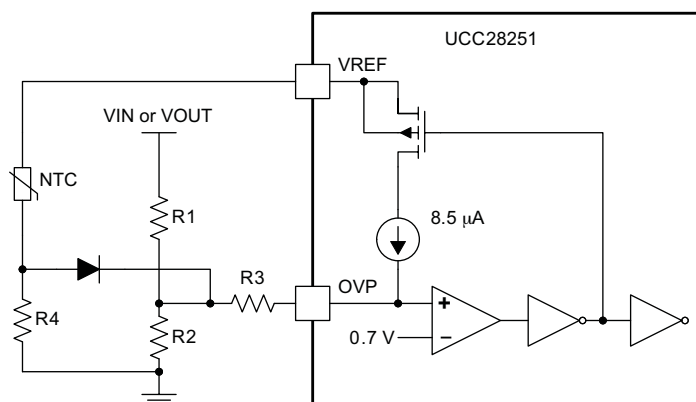 UCC28251
VREF
VIN or VOUT
NTC
R1
8.5 μA
R3
OVP
R4
R2
0.7 V
+
−